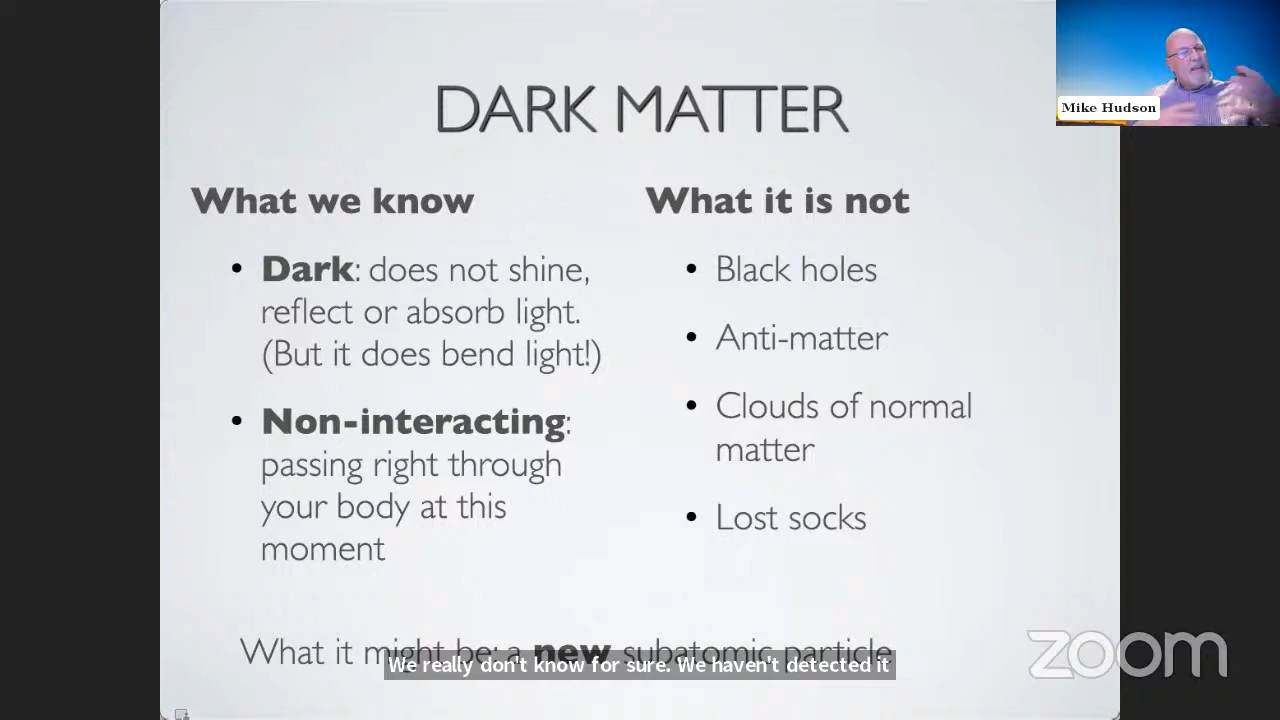 DARK MATTER
Mike Hudson
What we know
• Dark: does not shine,
reflect or absorb light.
(But it does bend light!)
• Non-interacting:
passing right through
your body at this
moment
What it is not
• Black holes
• Anti-matter
• Clouds of normal
matter
• Lost socks
What it might be: a new subatomic particle
We really don't know for sure. We haven't detected it
zoom